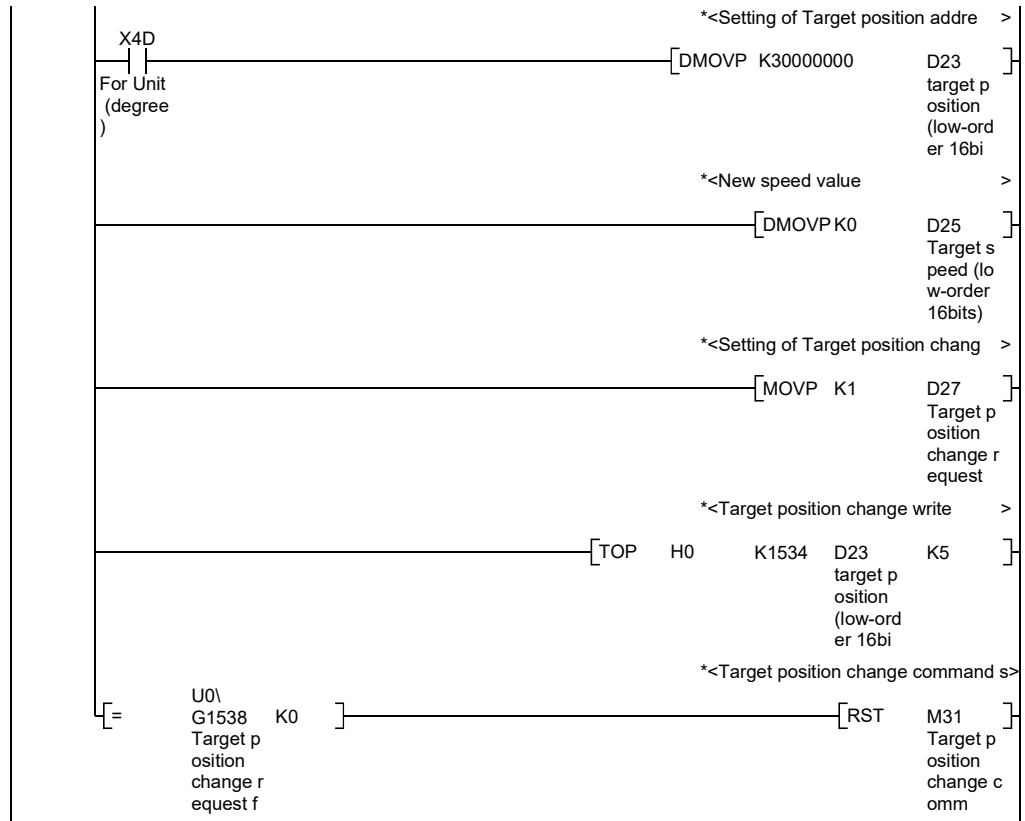 *<Setting of Target position addre >
X4D
DMOVP K30000000 D23
For Unit
(degree
)
target p
osition
(low-ord
er 16bi
*<New speed value >
DMOVP K0 D25
Target s
peed (lo
w-order
16bits)
*<Setting of Target position chang >
MOVP K1 D27
Target p
osition
change r
equest
*<Target position change write >
TOP H0 K1534 D23 K5
target p
osition
(low-ord
er 16bi
*<Target position change command s>
U0\
= G1538 K0 RST M31
Target p
osition
change r
equest f
Target p
osition
change c
omm